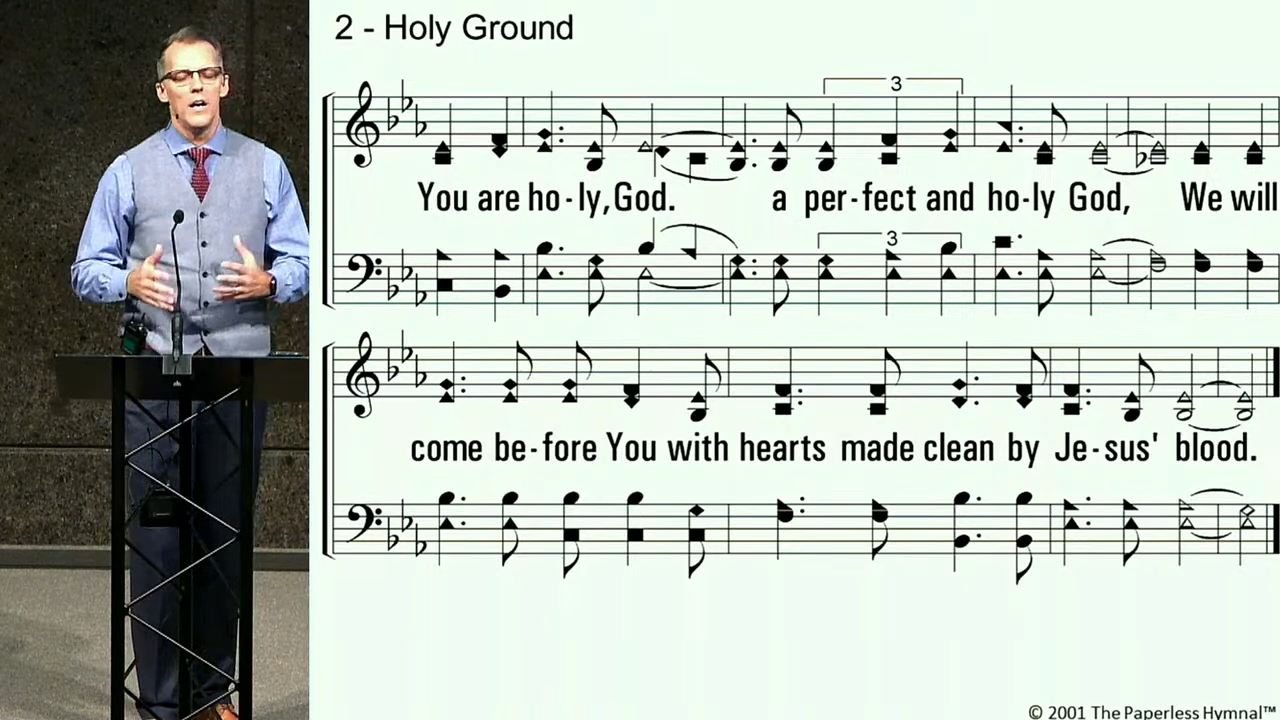 2 - Holy Ground
3
You are ho-ly,God. a per-fect and ho-ly God, We will
3
come be-fore You with hearts made clean by Je-sus' blood.
© 2001 The Paperless Hymnal™